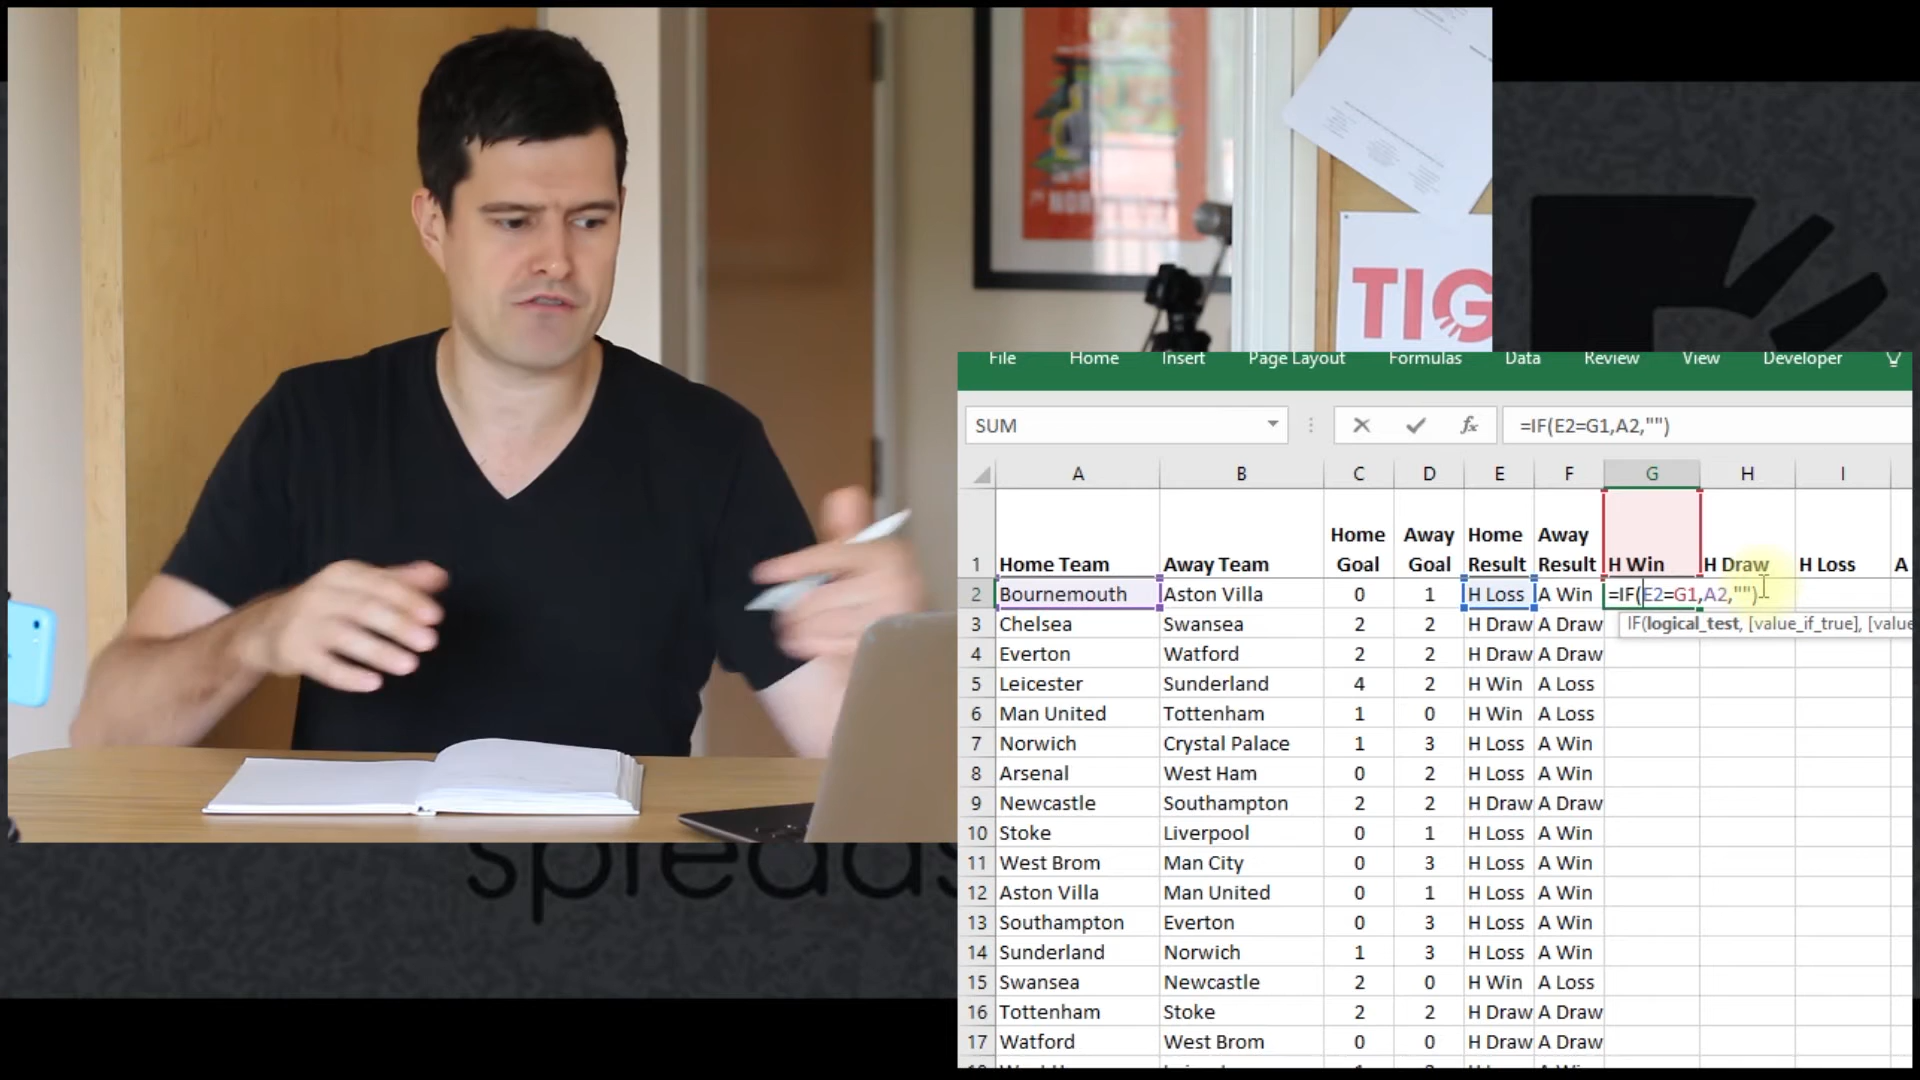 TIG
File Home Insert Page Layout Formulas Data Review View Developer
SUM =IF(E2=G1,A2,"")
A B C D E F G H I
1 Home Team Away Team Home Goal Away Goal Home Result Away Result H Win H Draw H Loss A
2 Bournemouth Aston Villa 0 1 H Loss A Win =IF(E2=G1,A2,"")
3 Chelsea Swansea 2 2 H Draw A Draw IF(logical_test, [value_if_true], [value
4 Everton Watford 2 2 H Draw A Draw
5 Leicester Sunderland 4 2 H Win A Loss
6 Man United Tottenham 1 0 H Win A Loss
7 Norwich Crystal Palace 1 3 H Loss A Win
8 Arsenal West Ham 0 2 H Loss A Win
9 Newcastle Southampton 2 2 H Draw A Draw
10 Stoke Liverpool 0 1 H Loss A Win
11 West Brom Man City 0 3 H Loss A Win
12 Aston Villa Man United 0 1 H Loss A Win
13 Southampton Everton 0 3 H Loss A Win
14 Sunderland Norwich 1 3 H Loss A Win
15 Swansea Newcastle 2 0 H Win A Loss
16 Tottenham Stoke 2 2 H Draw A Draw
17 Watford West Brom 0 0 H Draw A Draw
spreads